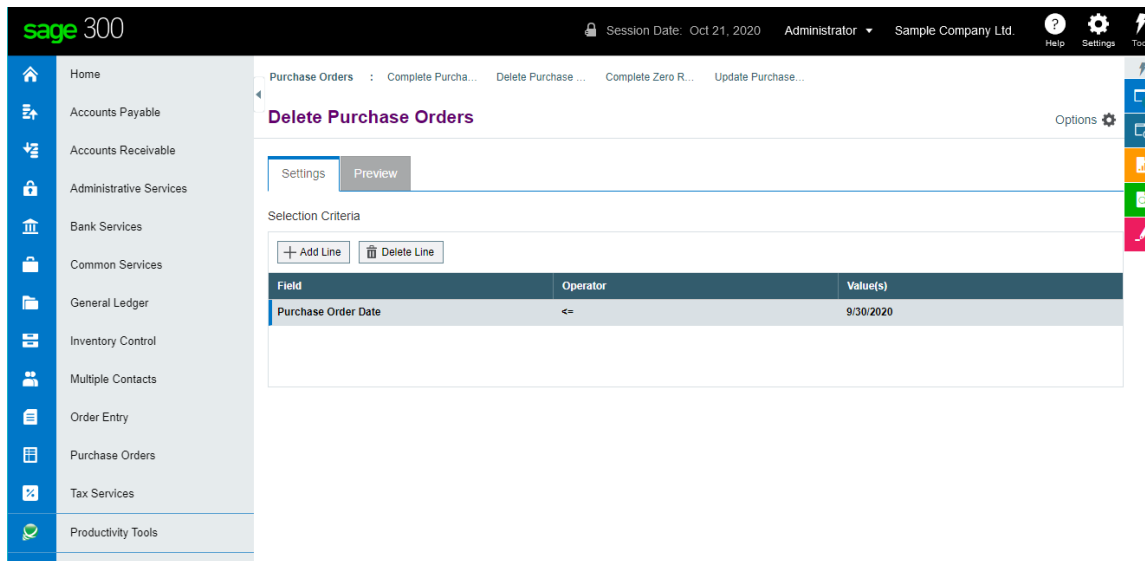 sage 300
Session Date: Oct 21, 2020 Administrator Sample Company Ltd.
Help Settings
Home
Accounts Payable
Accounts Receivable
Administrative Services
Bank Services
Common Services
General Ledger
Inventory Control
Multiple Contacts
Order Entry
Purchase Orders
Tax Services
Productivity Tools
Purchase Orders : Complete Purcha... Delete Purchase ... Complete Zero R... Update Purchase...
Delete Purchase Orders
Options
Settings Preview
Selection Criteria
Add Line Delete Line
Field Operator Value(s)
Purchase Order Date <= 9/30/2020